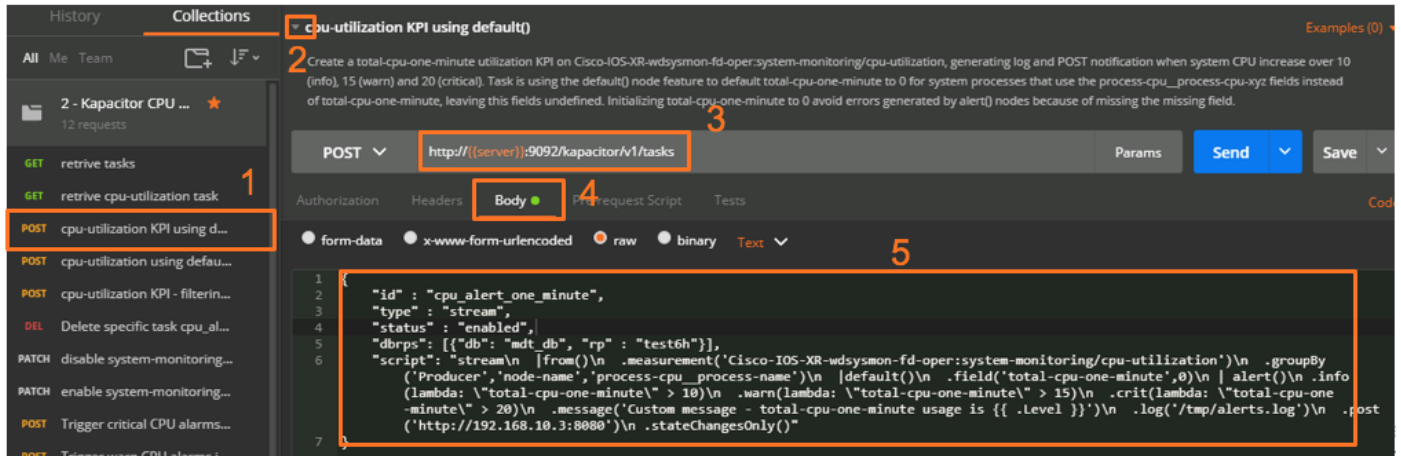 History Collections
All Me Team
2 - Kapacitor CPU ...
12 requests
GET retrive tasks
GET retrive cpu-utilization task
1
POST cpu-utilization KPI using d...
POST cpu-utilization using defau...
POST cpu-utilization KPI - filterin...
DEL Delete specific task cpu_al...
PATCH disable system-monitoring...
PATCH enable system-monitoring...
POST Trigger critical CPU alarms...
POST Trigger warn CPU alarms i...
cpu-utilization KPI using default()
Examples (0)
2
Create a total-cpu-one-minute utilization KPI on Cisco-IOS-XR-wdsysmon-fd-oper:system-monitoring/cpu-utilization, generating log and POST notification when system CPU increase over 10
(info), 15 (warn) and 20 (critical). Task is using the default() node feature to default total-cpu-one-minute to 0 for system processes that use the process-cpu__process-cpu-xyz fields instead
of total-cpu-one-minute, leaving this fields undefined. Initializing total-cpu-one-minute to 0 avoid errors generated by alert() nodes because of missing the missing field.
3
POST http://{{server}}:9092/kapacitor/v1/tasks Params Send Save
4
Authorization Headers Body Pre-request Script Tests Code
form-data x-www-form-urlencoded raw binary Text
5
1 {
2 "id" : "cpu_alert_one_minute",
3 "type" : "stream",
4 "status" : "enabled",
5 "dbrps": [{"db": "mdt_db", "rp" : "test6h"}],
6 "script": "stream\n |from()\n .measurement('Cisco-IOS-XR-wdsysmon-fd-oper:system-monitoring/cpu-utilization')\n .groupBy
('Producer','node-name','process-cpu__process-name')\n |default()\n .field('total-cpu-one-minute',0)\n | alert()\n .info
(lambda: \"total-cpu-one-minute\" > 10)\n .warn(lambda: \"total-cpu-one-minute\" > 15)\n .crit(lambda: \"total-cpu-one
-minute\" > 20)\n .message('Custom message - total-cpu-one-minute usage is {{ .Level }}')\n .log('/tmp/alerts.log')\n .post
('http://192.168.10.3:8080')\n .stateChangesOnly()"
7 }